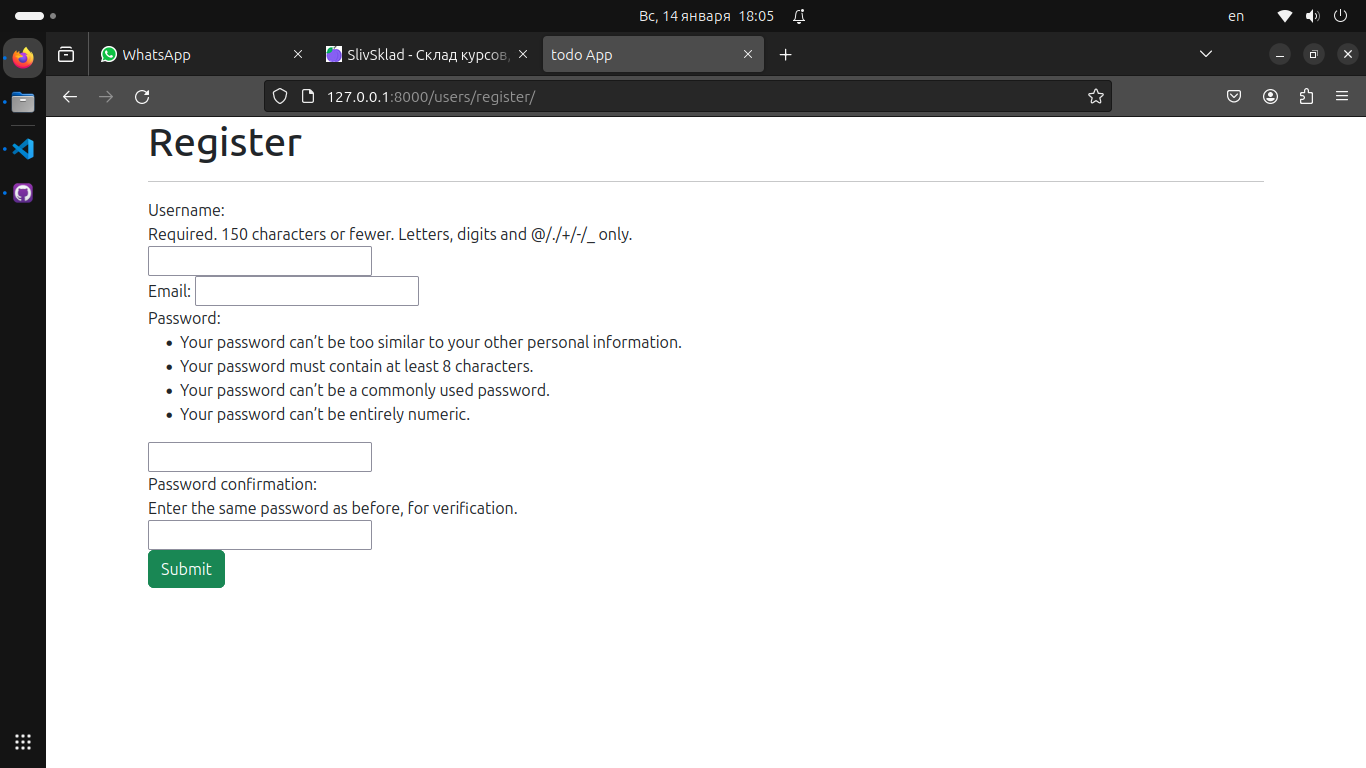 Вс, 14 января 18:05
en
WhatsApp
SlivSklad - Склад курсов,
todo App
127.0.0.1:8000/users/register/
Register
Username:
Required. 150 characters or fewer. Letters, digits and @/./+/-/_ only.
Email:
Password:
• Your password can’t be too similar to your other personal information.
• Your password must contain at least 8 characters.
• Your password can’t be a commonly used password.
• Your password can’t be entirely numeric.
Password confirmation:
Enter the same password as before, for verification.
Submit